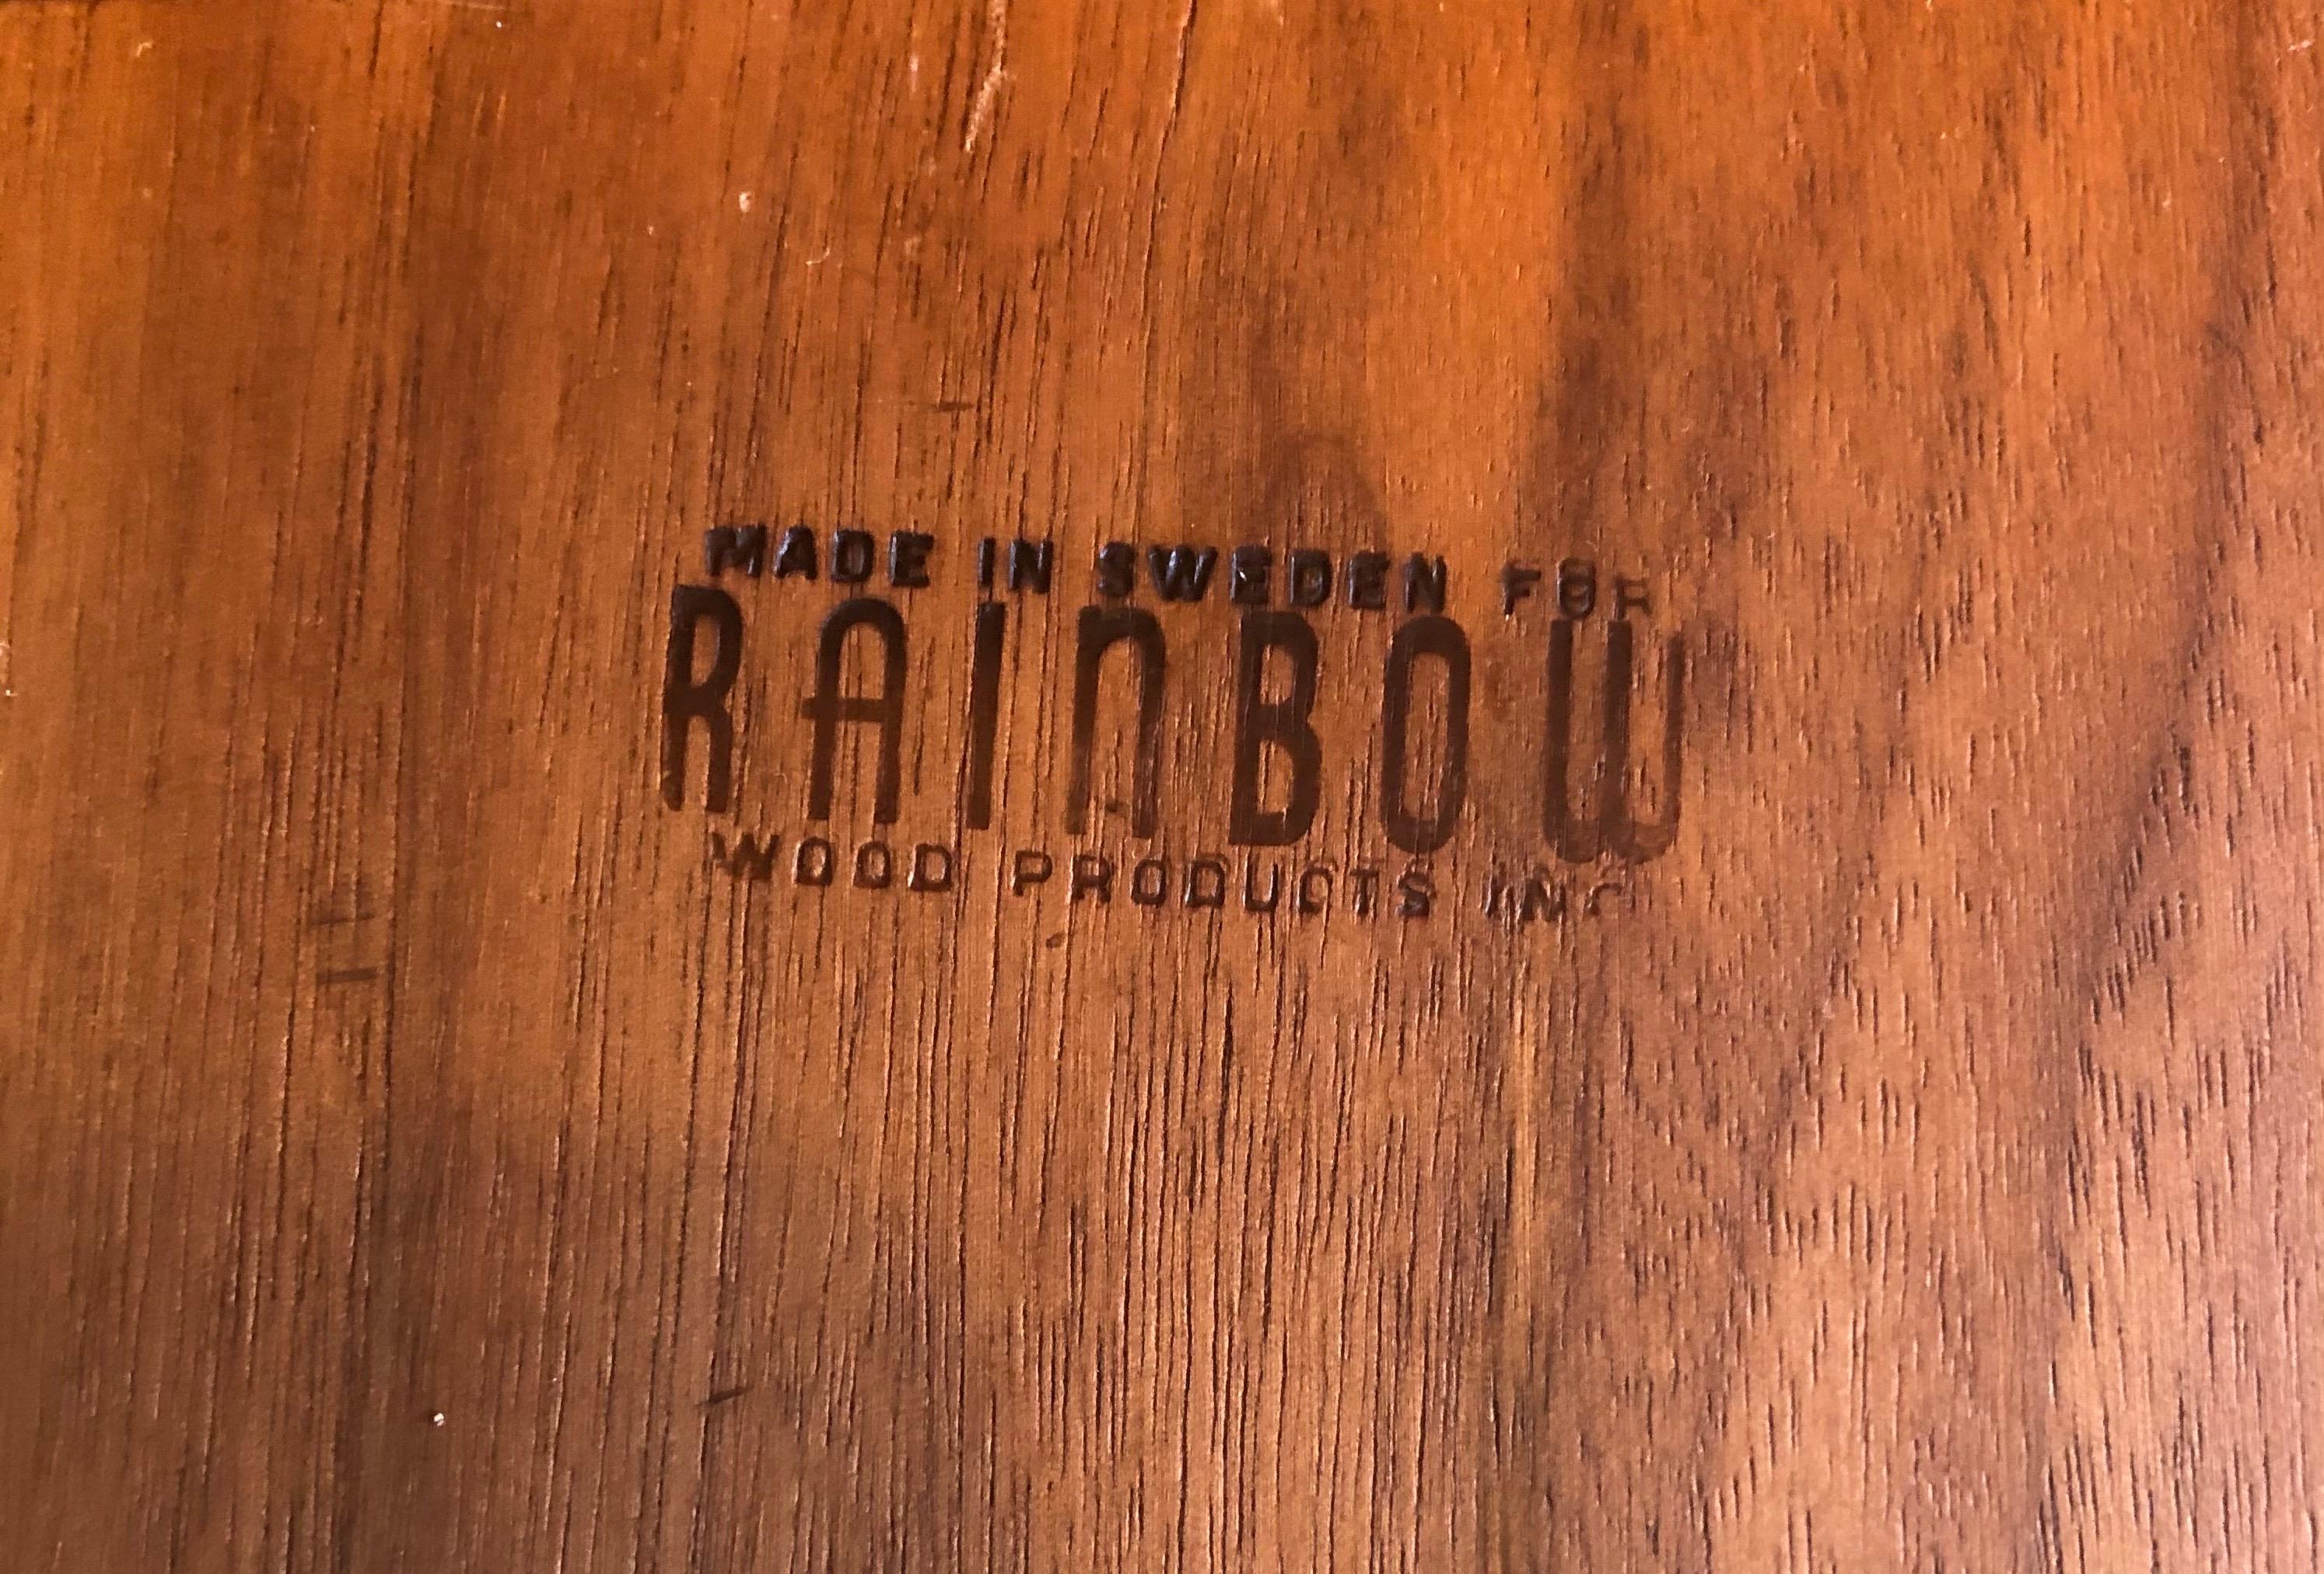 MADE IN SWEDEN FOR
RAINBOW
WOOD PRODUCTS INC